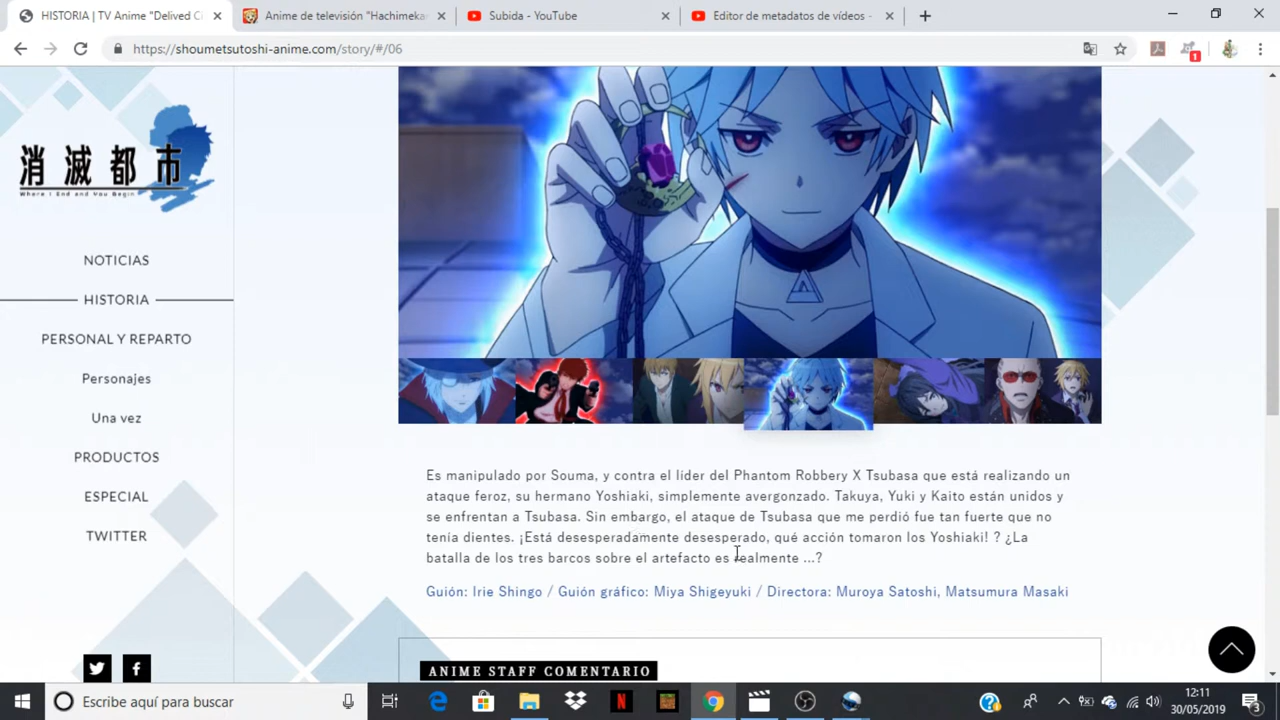 HISTORIA | TV Anime "Delived Ci
Anime de televisión "Hachimeka
Subida - YouTube
Editor de metadatos de vídeos -
https://shoumetsutoshi-anime.com/story/#/06
1
消滅都市
Where I End and You Begin
NOTICIAS
HISTORIA
PERSONAL Y REPARTO
Personajes
Una vez
PRODUCTOS
ESPECIAL
TWITTER
Es manipulado por Souma, y contra el líder del Phantom Robbery X Tsubasa que está realizando un
ataque feroz, su hermano Yoshiaki, simplemente avergonzado. Takuya, Yuki y Kaito están unidos y
se enfrentan a Tsubasa. Sin embargo, el ataque de Tsubasa que me perdió fue tan fuerte que no
tenía dientes. ¡Está desesperadamente desesperado, qué acción tomaron los Yoshiaki! ? ¿La
batalla de los tres barcos sobre el artefacto es realmente ...?
Guión: Irie Shingo / Guión gráfico: Miya Shigeyuki / Directora: Muroya Satoshi, Matsumura Masaki
ANIME STAFF COMENTARIO
Escribe aquí para buscar
12:11
30/05/2019
3